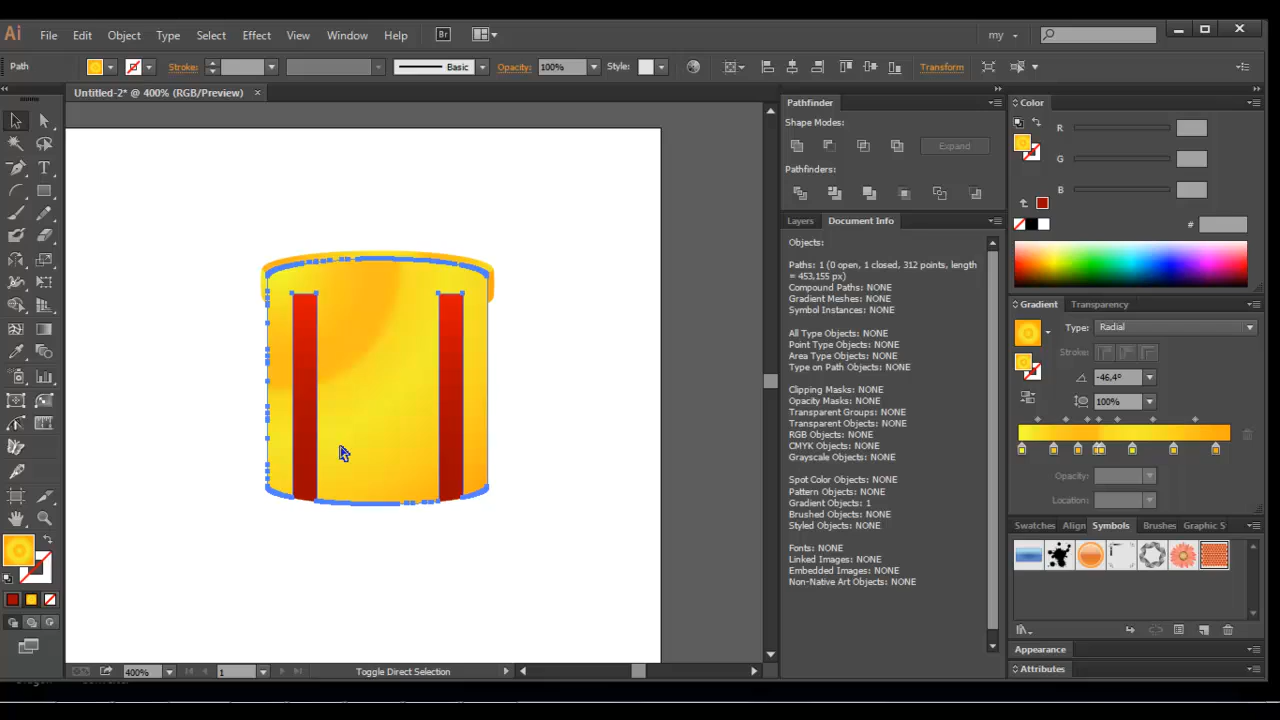 Ai File Edit Object Type Select Effect View Window Help Br my
Path Stroke: Basic Opacity: 100% Style: Transform
Untitled-2* @ 400% (RGB/Preview) ×
Pathfinder
Shape Modes:
Expand
Pathfinders:
Layers Document Info
Objects:
Paths: 1 (0 open, 1 closed, 312 points, length
= 453,155 px)
Compound Paths: NONE
Gradient Meshes: NONE
Symbol Instances: NONE
All Type Objects: NONE
Point Type Objects: NONE
Area Type Objects: NONE
Type on Path Objects: NONE
Clipping Masks: NONE
Opacity Masks: NONE
Transparent Groups: NONE
Transparent Objects: NONE
RGB Objects: NONE
CMYK Objects: NONE
Grayscale Objects: NONE
Spot Color Objects: NONE
Pattern Objects: NONE
Gradient Objects: 1
Brushed Objects: NONE
Styled Objects: NONE
Fonts: NONE
Linked Images: NONE
Embedded Images: NONE
Non-Native Art Objects: NONE
Color
R
G
B
#
Gradient Transparency
Type: Radial
Stroke:
-46,4°
100%
Opacity:
Location:
Swatches Align Symbols Brushes Graphic S
Appearance
Attributes
400% 1 Toggle Direct Selection